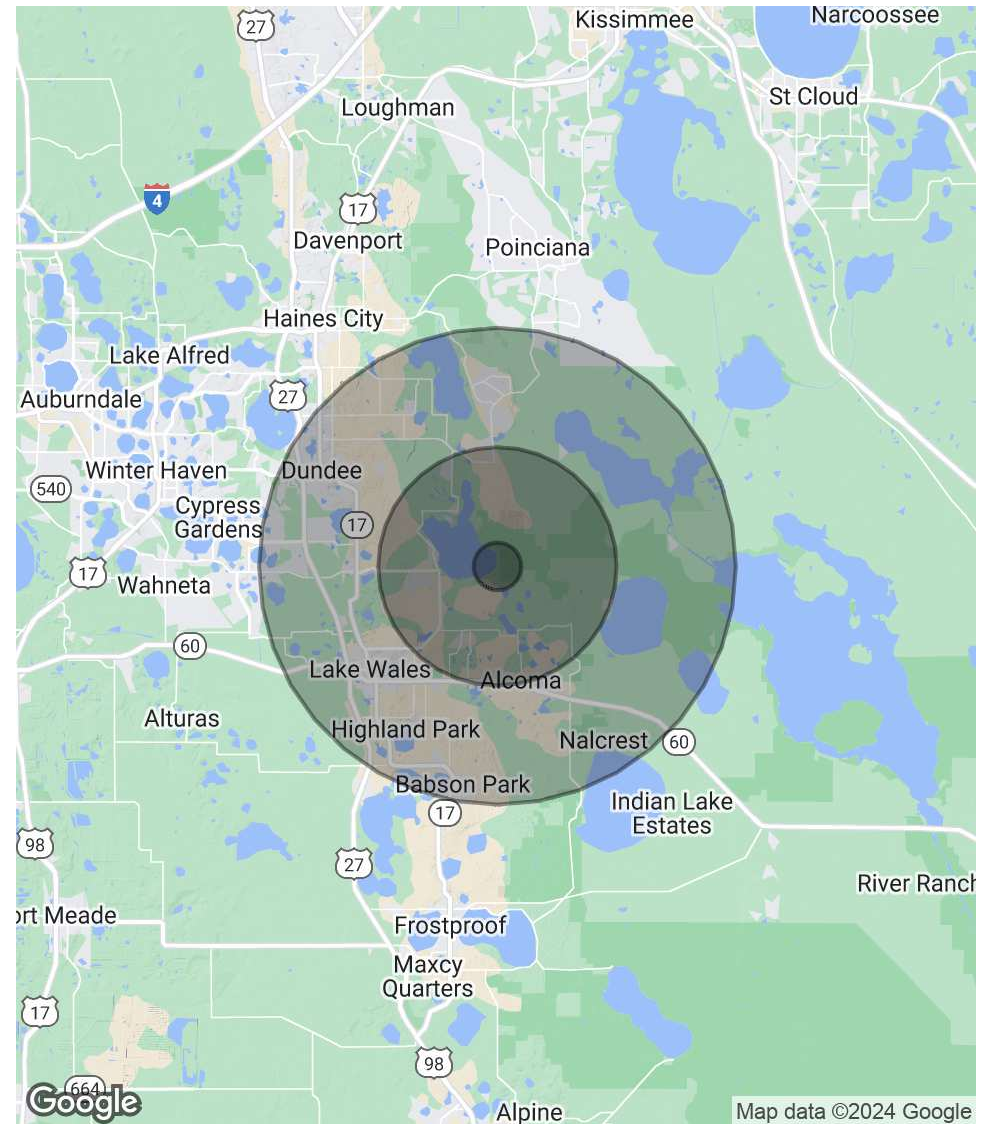 Kissimmee
Narcoossee
27
St Cloud
Loughman
4
17
Davenport
Poinciana
Haines City
Lake Alfred
27
Auburndale
Winter Haven
Dundee
540
Cypress
Gardens
17
17
Wahneta
60
Lake Wales
Alcoma
Alturas
Highland Park
Nalcrest
60
Babson Park
Indian Lake
Estates
17
98
27
River Ranch
ort Meade
Frostproof
Maxcy
Quarters
17
98
664
Google
Alpine
Map data ©2024 Google